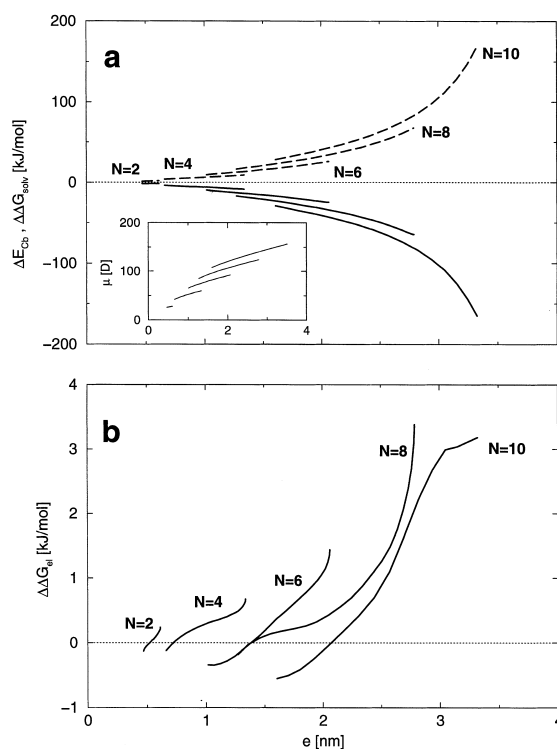 200
a
N=10
100
N=8
N=2
N=4
N=6
0
ΔE_Cb , ΔΔG_solv [kJ/mol]
200
μ [D]
100
0
0
2
4
-100
-200
4
b
N=8
N=10
3
2
ΔΔG_el [kJ/mol]
N=6
1
N=4
N=2
0
-1
0
1
2
3
4
e [nm]